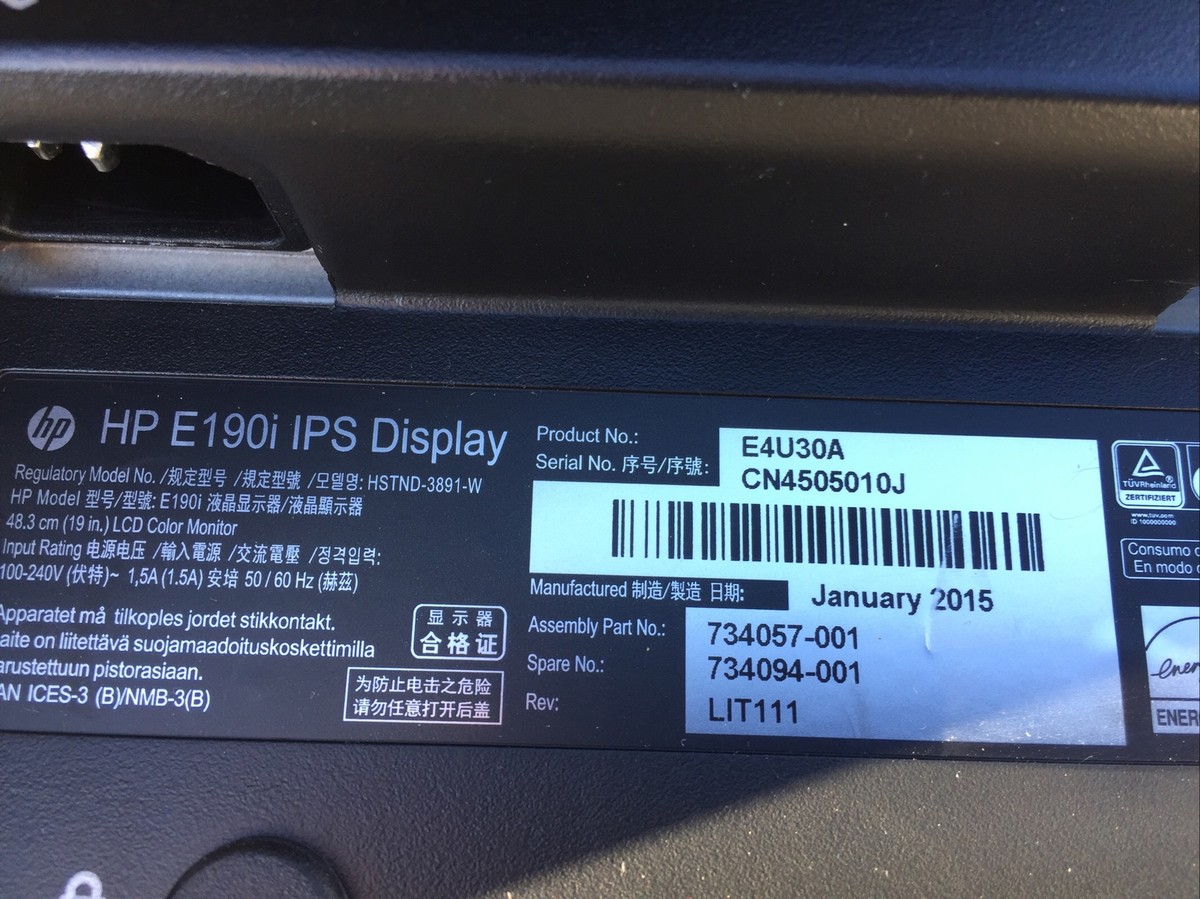 hp HP E190i IPS Display
Regulatory Model No. /规定型号 /規定型號 /모델명: HSTND-3891-W
HP Model 型号/型號: E190i 液晶显示器/液晶顯示器
48.3 cm (19 in.) LCD Color Monitor
Input Rating 电源电压 /輸入電源 /交流電壓 /정격입력:
100-240V (伏特)~ 1,5A (1.5A) 安培 50 / 60 Hz (赫兹)
Apparatet må tilkoples jordet stikkontakt.
aite on liitettävä suojamaadoituskoskettimilla
arustettuun pistorasiaan.
AN ICES-3 (B)/NMB-3(B)
显示器
合格证
为防止电击之危险
请勿任意打开后盖
Product No.: E4U30A
Serial No. 序号/序號: CN4505010J
Manufactured 制造/製造 日期: January 2015
Assembly Part No.: 734057-001
Spare No.: 734094-001
Rev: LIT111
TÜVRheinland
ZERTIFIZIERT
www.tuv.com
ID 1000000000
Consumo
En modo
ener
ENER